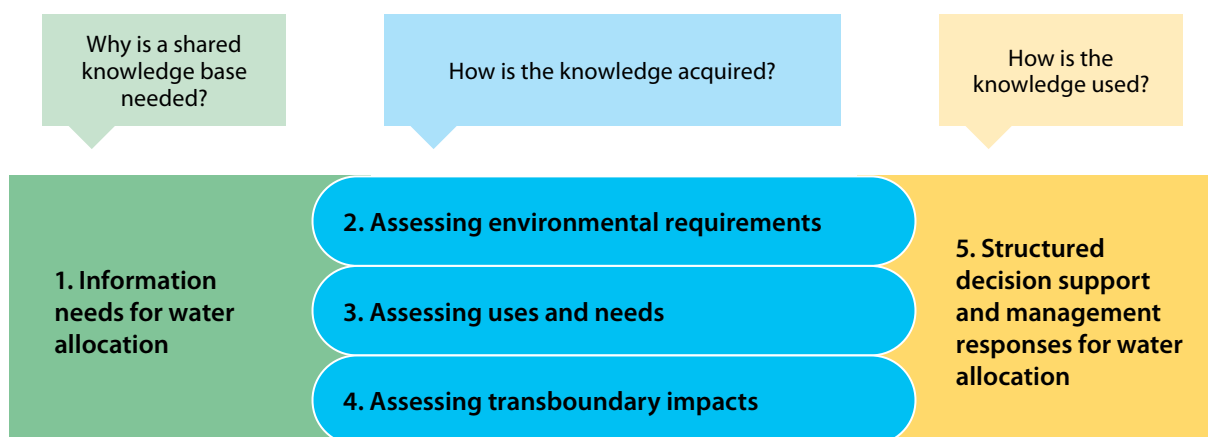 Why is a shared
knowledge base
needed?
How is the knowledge acquired?
How is the
knowledge used?
1. Information
needs for water
allocation
2. Assessing environmental requirements
3. Assessing uses and needs
4. Assessing transboundary impacts
5. Structured
decision support
and management
responses for water
allocation